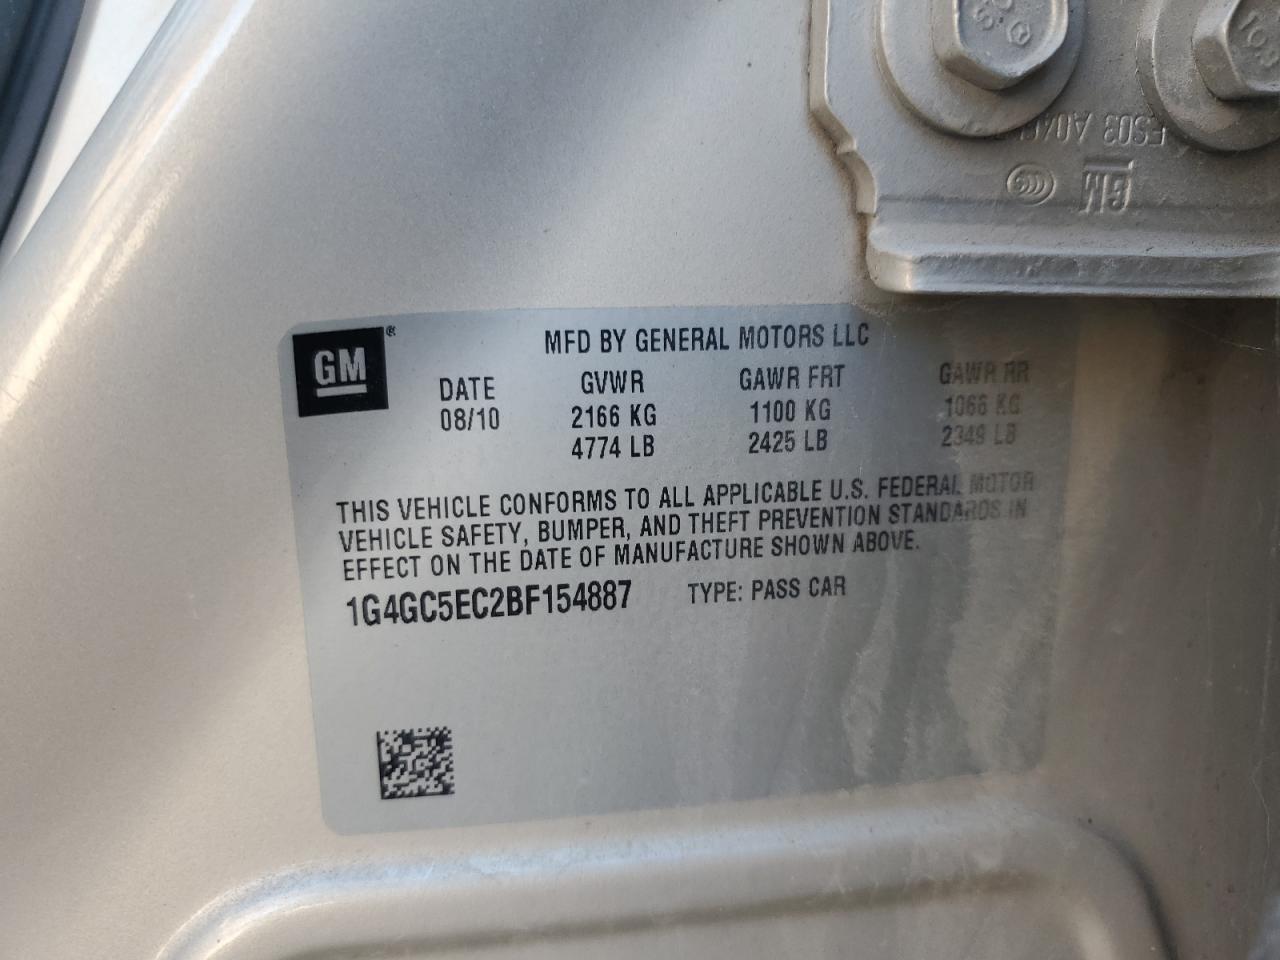 GM ®
MFD BY GENERAL MOTORS LLC
DATE GVWR GAWR FRT GAWR RR
08/10 2166 KG 1100 KG 1066 KG
4774 LB 2425 LB 2349 LB
THIS VEHICLE CONFORMS TO ALL APPLICABLE U.S. FEDERAL MOTOR
VEHICLE SAFETY, BUMPER, AND THEFT PREVENTION STANDARDS IN
EFFECT ON THE DATE OF MANUFACTURE SHOWN ABOVE.
1G4GC5EC2BF154887 TYPE: PASS CAR
GM